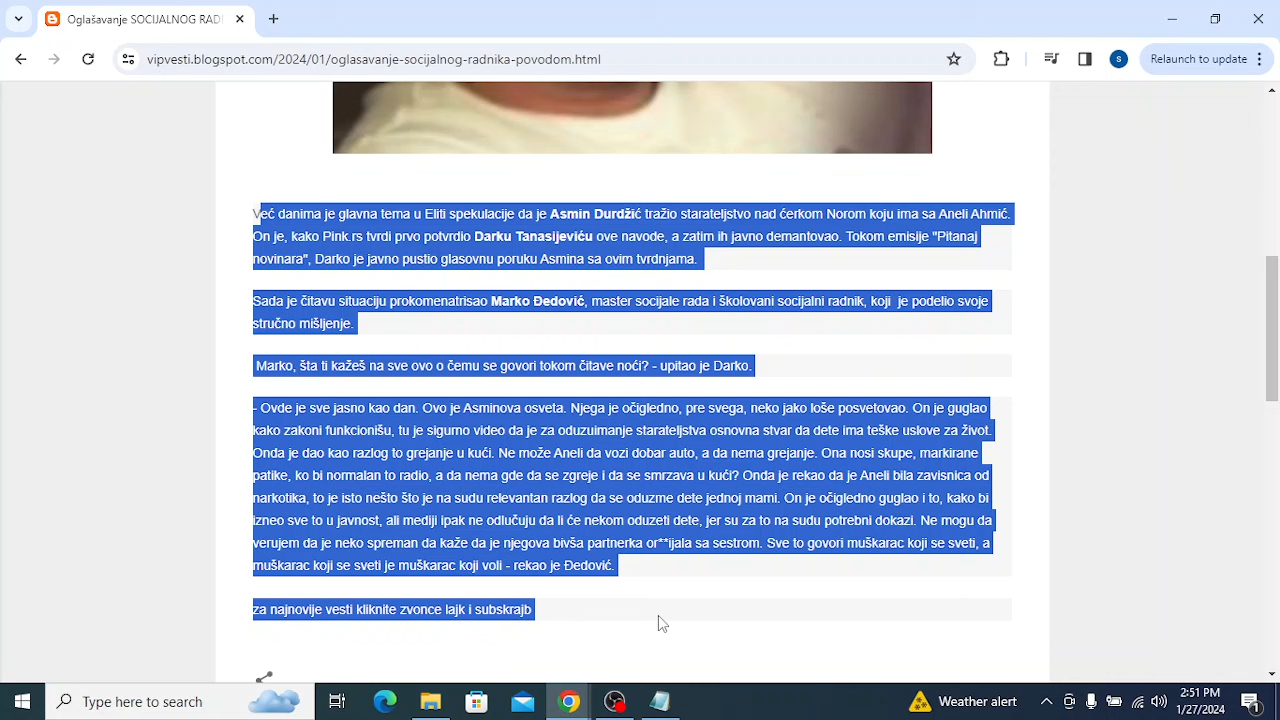 Oglašavanje SOCIJALNOG RADI
vipvesti.blogspot.com/2024/01/oglasavanje-socijalnog-radnika-povodom.html
s
Relaunch to update
Već danima je glavna tema u Eliti spekulacije da je Asmin Durdžić tražio starateljstvo nad ćerkom Norom koju ima sa Aneli Ahmić.
On je, kako Pink.rs tvrdi prvo potvrdio Darku Tanasijeviću ove navode, a zatim ih javno demantovao. Tokom emisije "Pitanaj
novinara", Darko je javno pustio glasovnu poruku Asmina sa ovim tvrdnjama.
Sada je čitavu situaciju prokomenatrisao Marko Đedović, master socijale rada i školovani socijalni radnik, koji  je podelio svoje
stručno mišljenje.
Marko, šta ti kažeš na sve ovo o čemu se govori tokom čitave noći? - upitao je Darko.
- Ovde je sve jasno kao dan. Ovo je Asminova osveta. Njega je očigledno, pre svega, neko jako loše posvetovao. On je guglao
kako zakoni funkcionišu, tu je sigurno video da je za oduzuimanje starateljstva osnovna stvar da dete ima teške uslove za život.
Onda je dao kao razlog to grejanje u kući. Ne može Aneli da vozi dobar auto, a da nema grejanje. Ona nosi skupe, markirane
patike, ko bi normalan to radio, a da nema gde da se zgreje i da se smrzava u kući? Onda je rekao da je Aneli bila zavisnica od
narkotika, to je isto nešto što je na sudu relevantan razlog da se oduzme dete jednoj mami. On je očigledno guglao i to, kako bi
izneo sve to u javnost, ali mediji ipak ne odlučuju da li će nekom oduzeti dete, jer su za to na sudu potrebni dokazi. Ne mogu da
verujem da je neko spreman da kaže da je njegova bivša partnerka or**ijala sa sestrom. Sve to govori muškarac koji se sveti, a
muškarac koji se sveti je muškarac koji voli - rekao je Đedović.
za najnovije vesti kliknite zvonce lajk i subskrajb
Type here to search
Weather alert
2:51 PM
1/27/2024
1